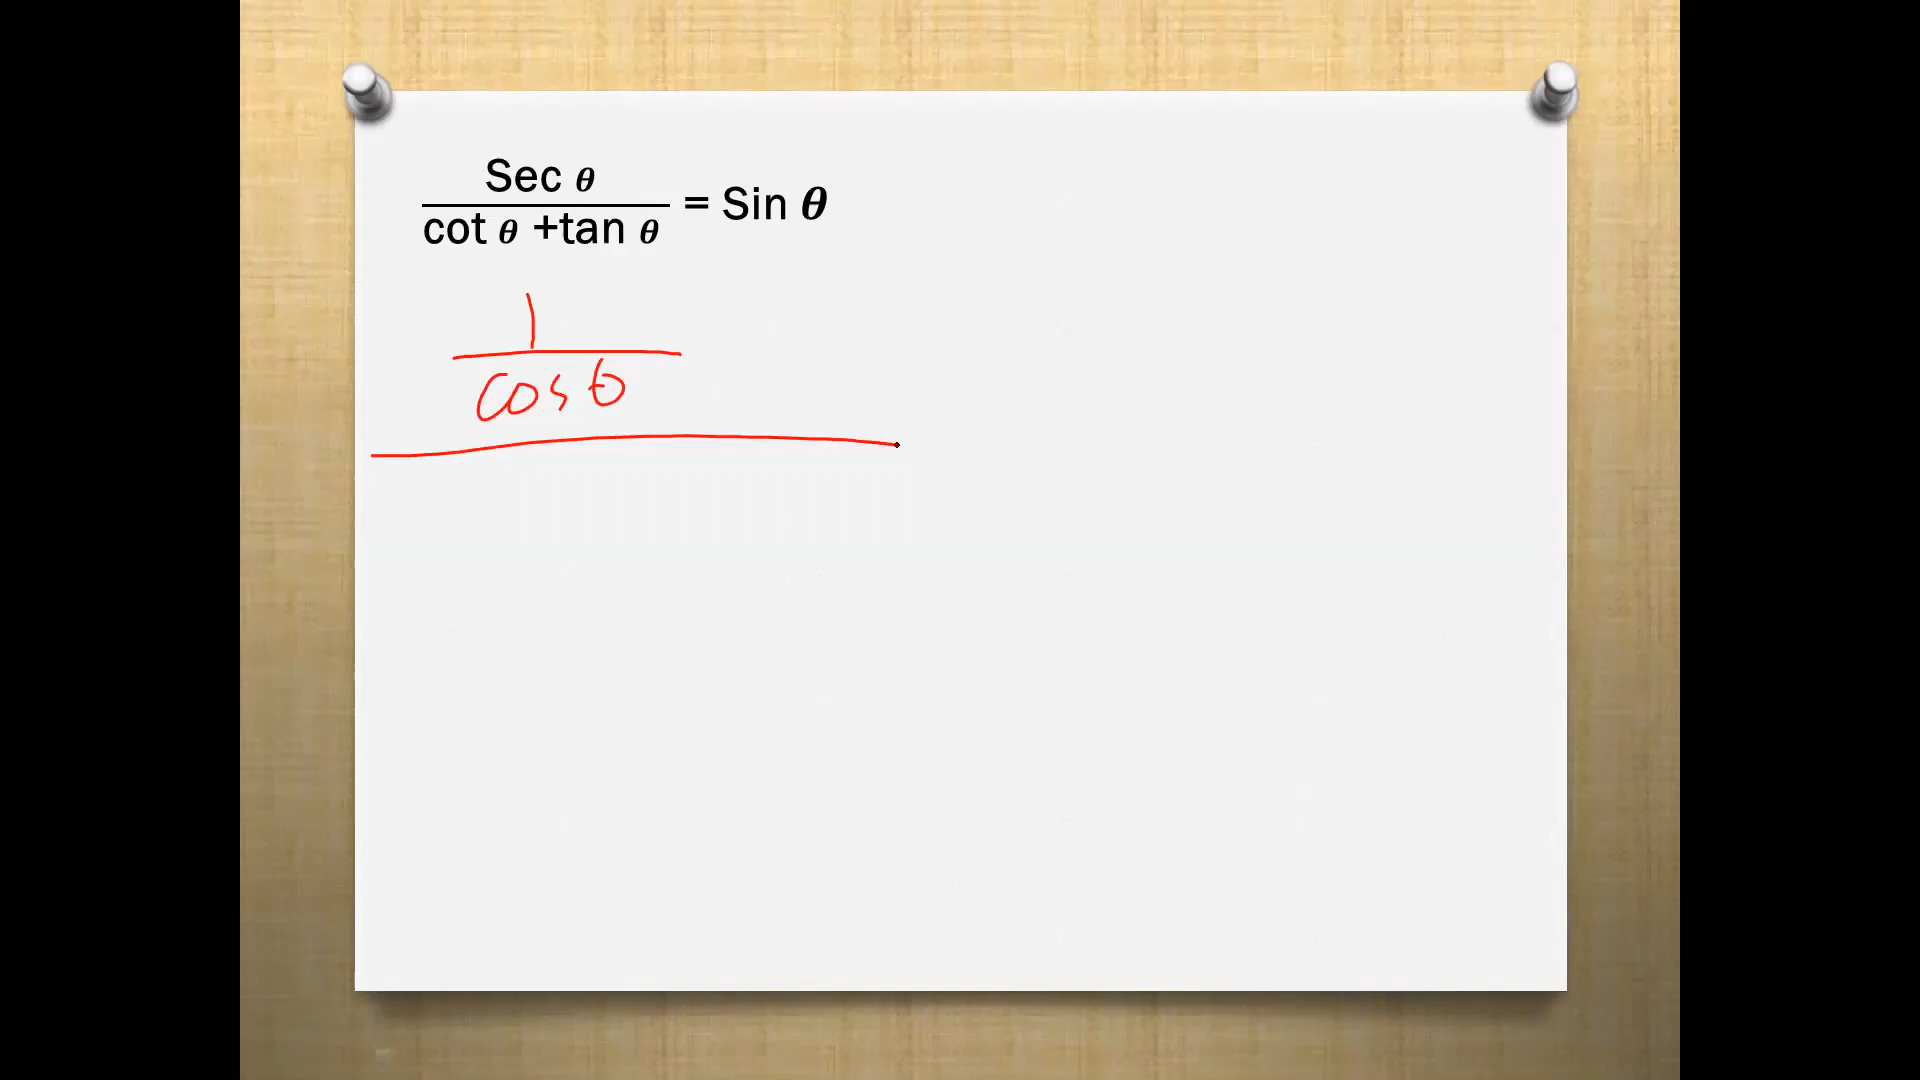 Sec θ
cot θ +tan θ = Sin θ
1
cos θ